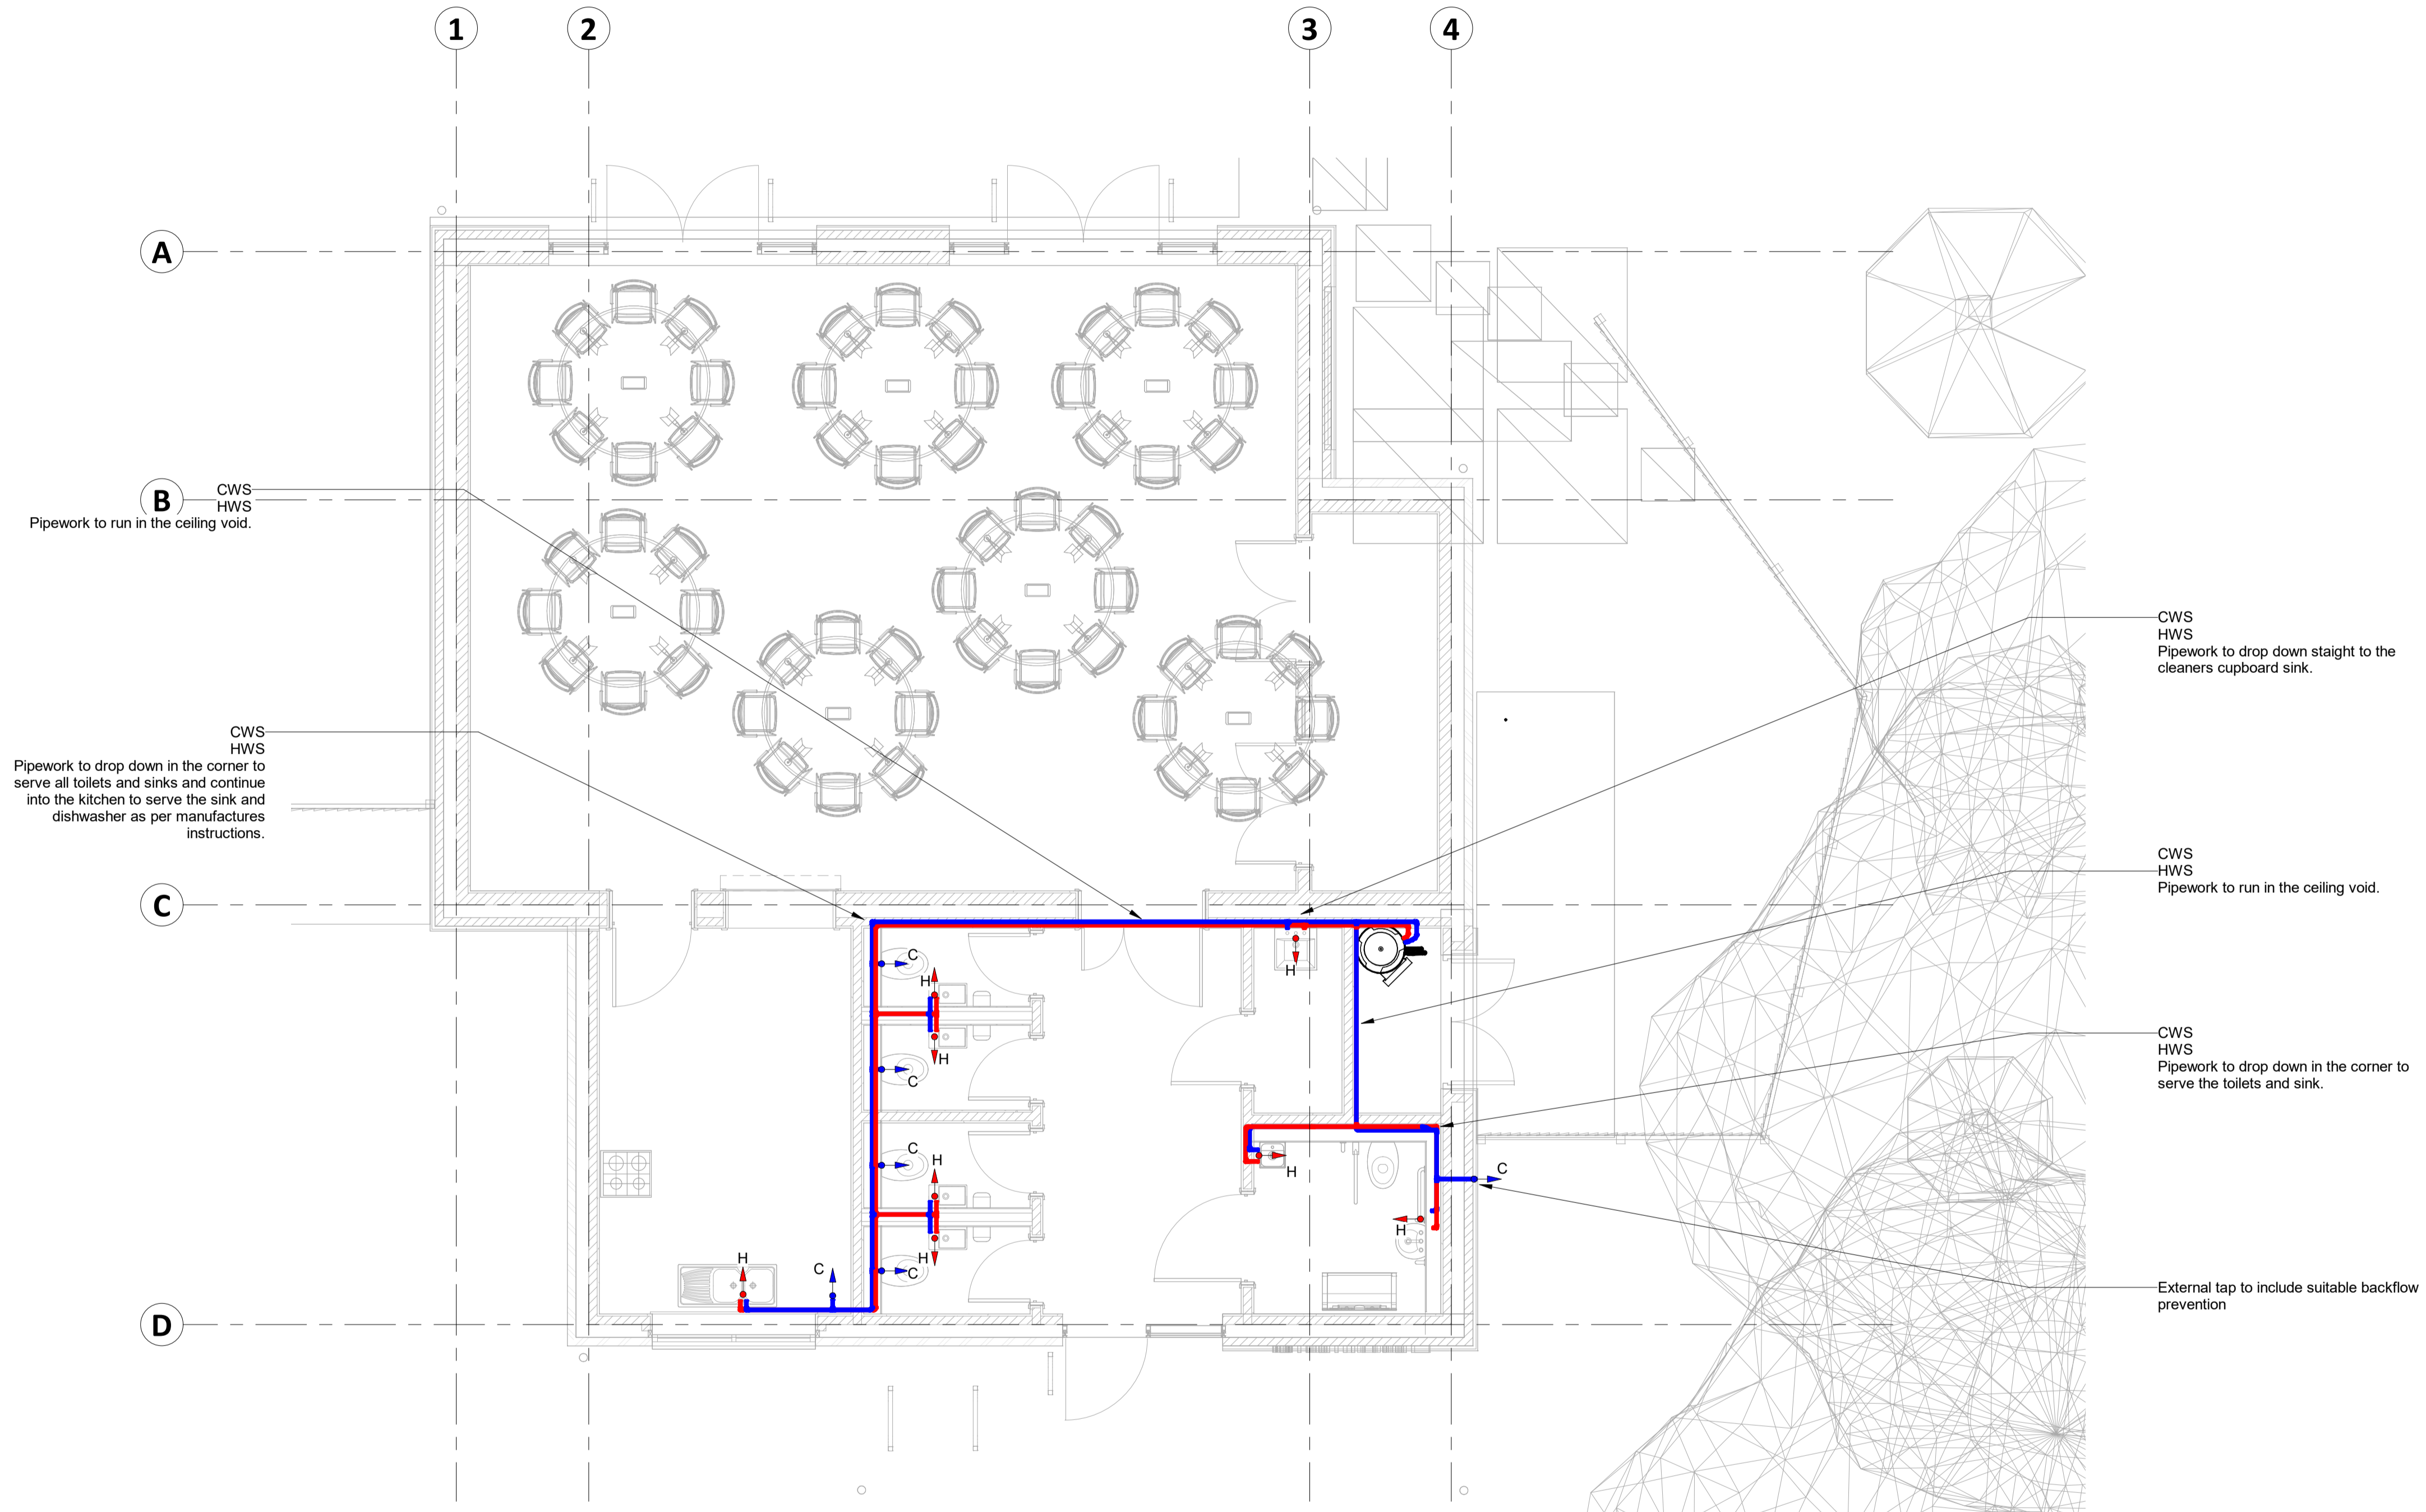 1
2
3
4
A
B
CWS
HWS
Pipework to run in the ceiling void.
CWS
HWS
Pipework to drop down staight to the
cleaners cupboard sink.
CWS
HWS
Pipework to drop down in the corner to
serve all toilets and sinks and continue
into the kitchen to serve the sink and
dishwasher as per manufactures
instructions.
CWS
HWS
Pipework to run in the ceiling void.
C
C
H
H
H
C
CWS
HWS
Pipework to drop down in the corner to
serve the toilets and sink.
C
H
H
C
H
H
C
H
C
External tap to include suitable backflow
prevention
D